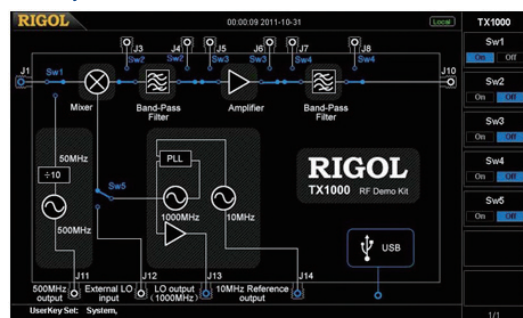 RIGOL 00:00:09 2011-10-31 Local TX1000
J3 J4 J5 J6 J7 J8
J1 Sw1 Sw2 Sw2 Sw3 Sw3 Sw4 Sw4 J10
Mixer Band-Pass Filter Amplifier Band-Pass Filter
50MHz
÷10
500MHz
Sw5
PLL
1000MHz 10MHz
RIGOL
TX1000 RF Demo Kit
USB
J11 J12 J13 J14
500MHz output External LO input LO output (1000MHz) 10MHz Reference output
UserKey Set: System,
Sw1
On Off
Sw2
On Off
Sw3
On Off
Sw4
On Off
Sw5
On Off
1/1